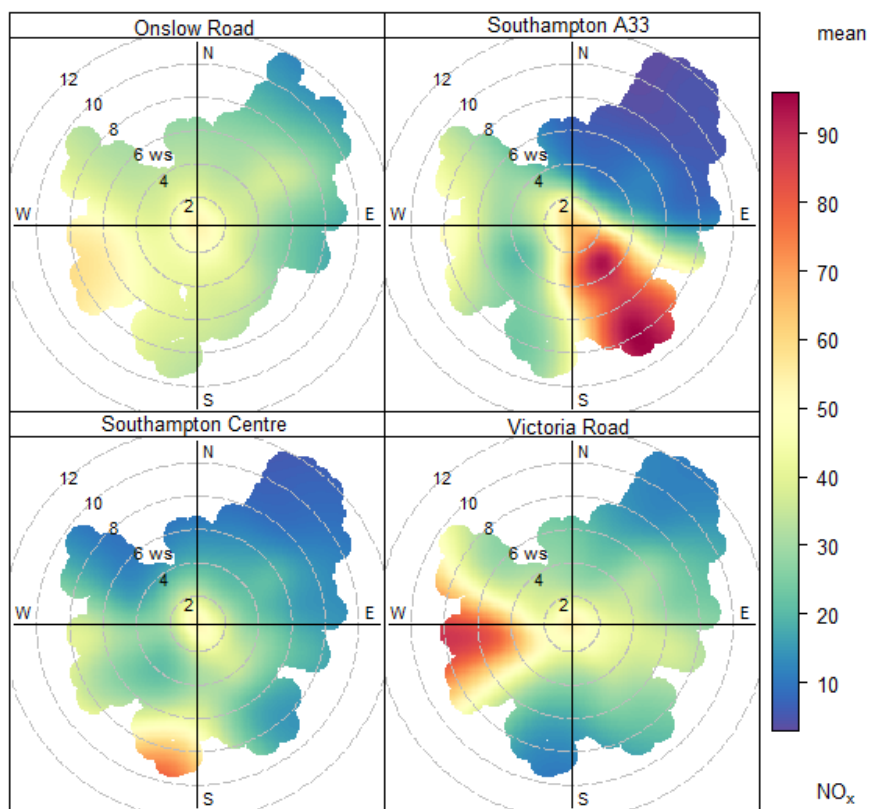 Onslow Road
Southampton A33
mean
N
12
10
8
6 ws
4
2
W
E
S
N
12
10
8
6 ws
4
2
W
E
S
Southampton Centre
Victoria Road
N
12
10
8
6 ws
4
2
W
E
S
N
12
10
8
6 ws
4
2
W
E
S
90
80
70
60
50
40
30
20
10
NOₓ